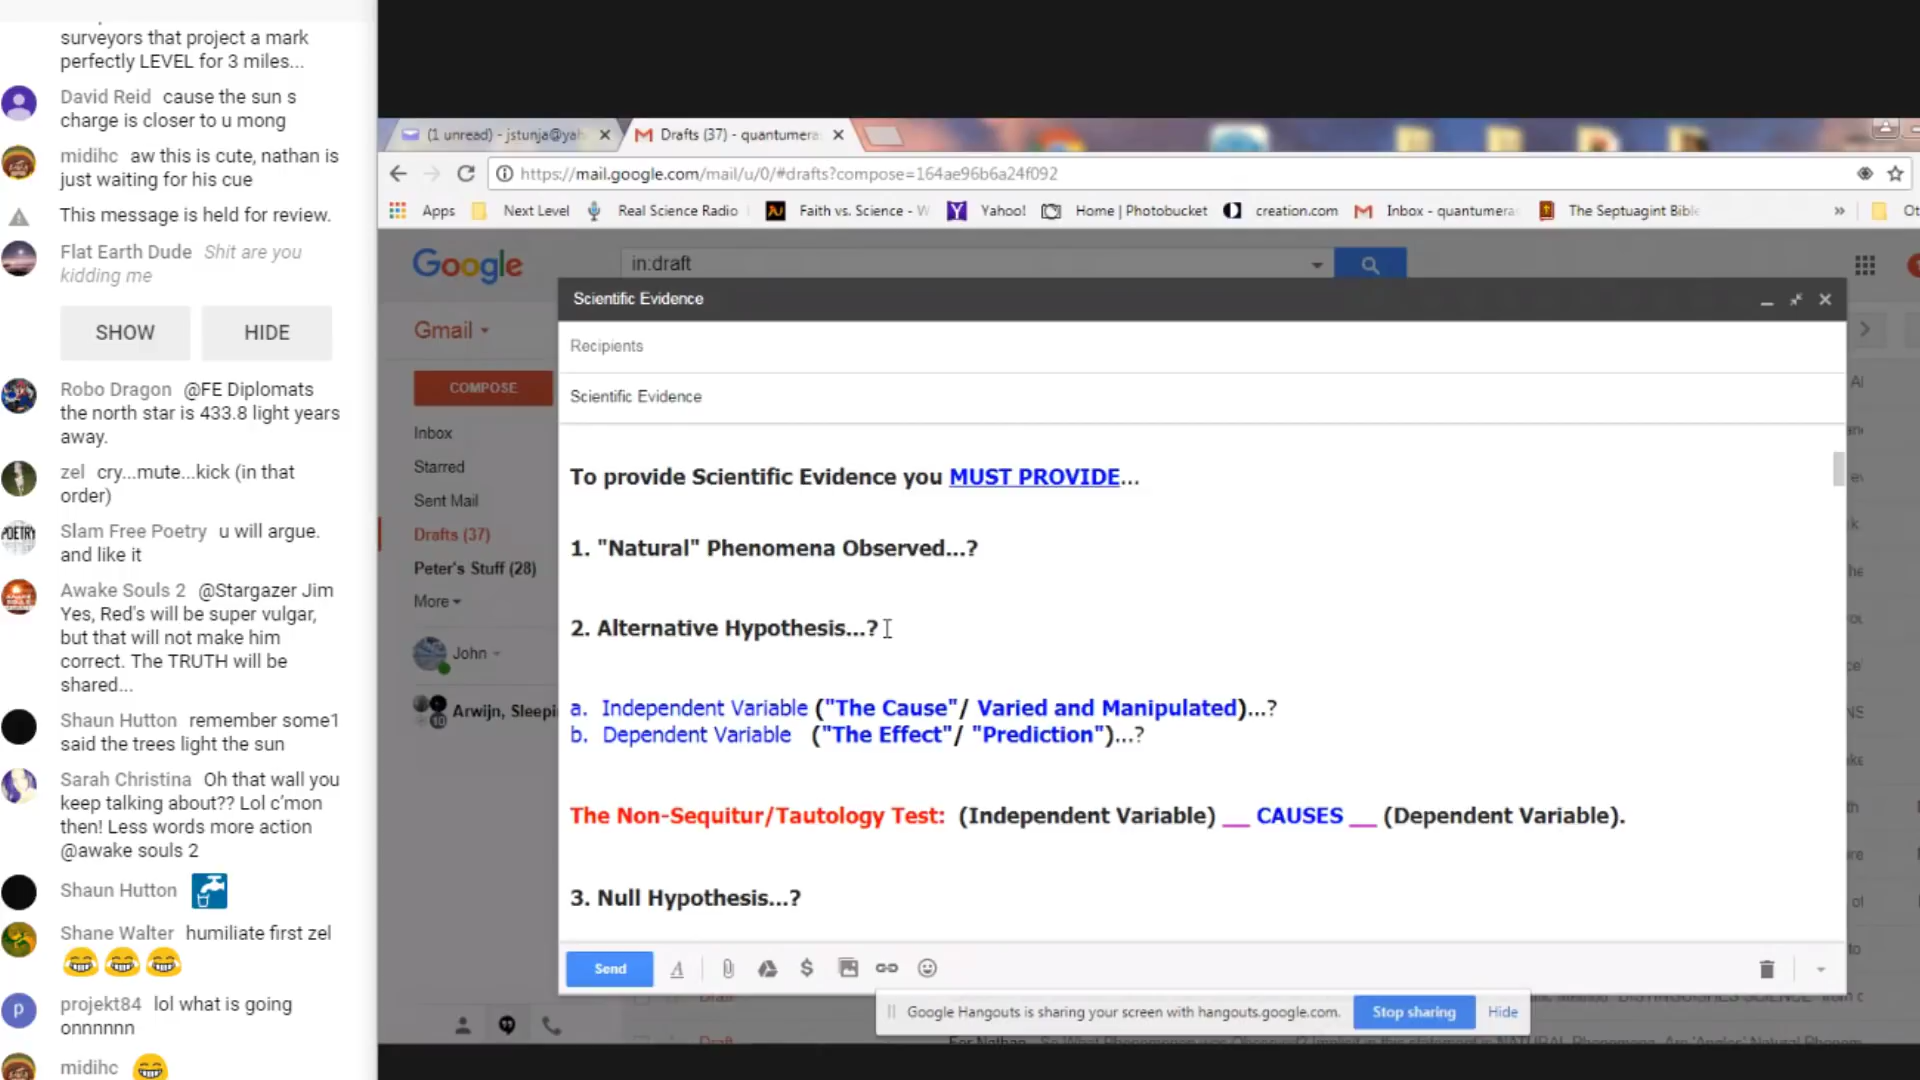 surveyors that project a mark
perfectly LEVEL for 3 miles...
David Reid cause the sun s
charge is closer to u mong
midihc aw this is cute, nathan is
just waiting for his cue
This message is held for review.
Flat Earth Dude Shit are you
kidding me
SHOW HIDE
Robo Dragon @FE Diplomats
the north star is 433.8 light years
away.
zel cry...mute...kick (in that
order)
POETRY
Slam Free Poetry u will argue.
and like it
Awake Souls 2 @Stargazer Jim
Yes, Red's will be super vulgar,
but that will not make him
correct. The TRUTH will be
shared...
Shaun Hutton remember some1
said the trees light the sun
Sarah Christina Oh that wall you
keep talking about?? Lol c'mon
then! Less words more action
@awake souls 2
Shaun Hutton
Shane Walter humiliate first zel
😂😂😂
p
projekt84 lol what is going
onnnnnn
midihc 😂
(1 unread) - jstunja@yah Drafts (37) - quantumera
https://mail.google.com/mail/u/0/#drafts?compose=164ae96b6a24f092
Apps Next Level Real Science Radio Faith vs. Science - W Yahoo! Home | Photobucket creation.com Inbox - quantumera The Septuagint Bible » Ot
Google in:draft
Gmail
COMPOSE
Inbox
Starred
Sent Mail
Drafts (37)
Peter's Stuff (28)
More
John
Arwijn, Sleepi
10
Scientific Evidence
Recipients
Scientific Evidence
To provide Scientific Evidence you MUST PROVIDE...
1. "Natural" Phenomena Observed...?
2. Alternative Hypothesis...?
a. Independent Variable ("The Cause"/ Varied and Manipulated)...?
b. Dependent Variable ("The Effect"/ "Prediction")...?
The Non-Sequitur/Tautology Test: (Independent Variable) __ CAUSES __ (Dependent Variable).
3. Null Hypothesis...?
Send
Google Hangouts is sharing your screen with hangouts.google.com. Stop sharing Hide